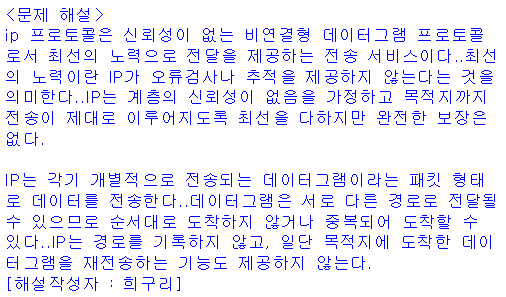 <문제 해설>
ip 프로토콜은 신뢰성이 없는 비연결형 데이터그램 프로토콜
로서 최선의 노력으로 전달을 제공하는 전송 서비스이다..최선
의 노력이란 IP가 오류검사나 추적을 제공하지 않는다는 것을
의미한다..IP는 계층의 신뢰성이 없음을 가정하고 목적지까지
전송이 제대로 이루어지도록 최선을 다하지만 완전한 보장은
없다.
IP는 각기 개별적으로 전송되는 데이터그램이라는 패킷 형태
로 데이터를 전송한다..데이터그램은 서로 다른 경로로 전달될
수 있으므로 순서대로 도착하지 않거나 중복되어 도착할 수
있다..IP는 경로를 기록하지 않고, 일단 목적지에 도착한 데이
터그램을 재전송하는 기능도 제공하지 않는다.
[해설작성자 : 희구리]